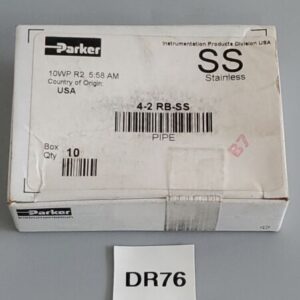 Parker
Instrumentation Products Division USA
10WP R2 5:58 AM
Country of Origin
USA
SS
Stainless
4-2 RB-SS
PIPE
Box
Qty 10
B7
Parker
DR76